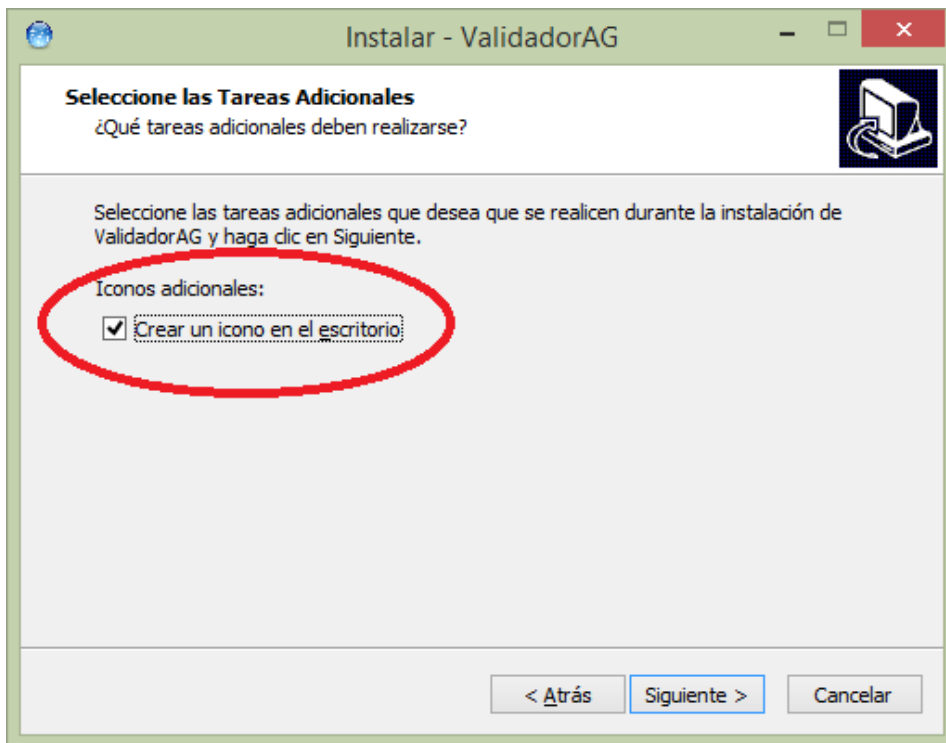 Instalar - ValidadorAG
Seleccione las Tareas Adicionales
¿Qué tareas adicionales deben realizarse?
Seleccione las tareas adicionales que desea que se realicen durante la instalación de
ValidadorAG y haga clic en Siguiente.
Iconos adicionales:
Crear un icono en el escritorio
< Atrás
Siguiente >
Cancelar